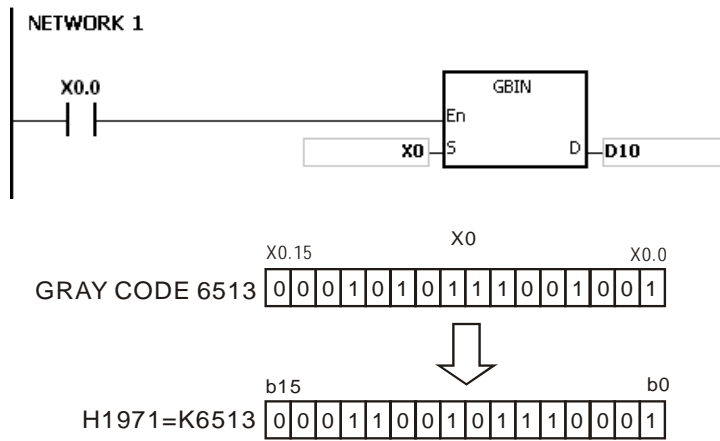 NETWORK 1
X0.0
GBIN
En
X0 S D D10
X0
X0.15 X0.0
GRAY CODE 6513 0 0 0 1 0 1 0 1 1 1 0 0 1 0 0 1
b15 b0
H1971=K6513 0 0 0 1 1 0 0 1 0 1 1 1 0 0 0 1